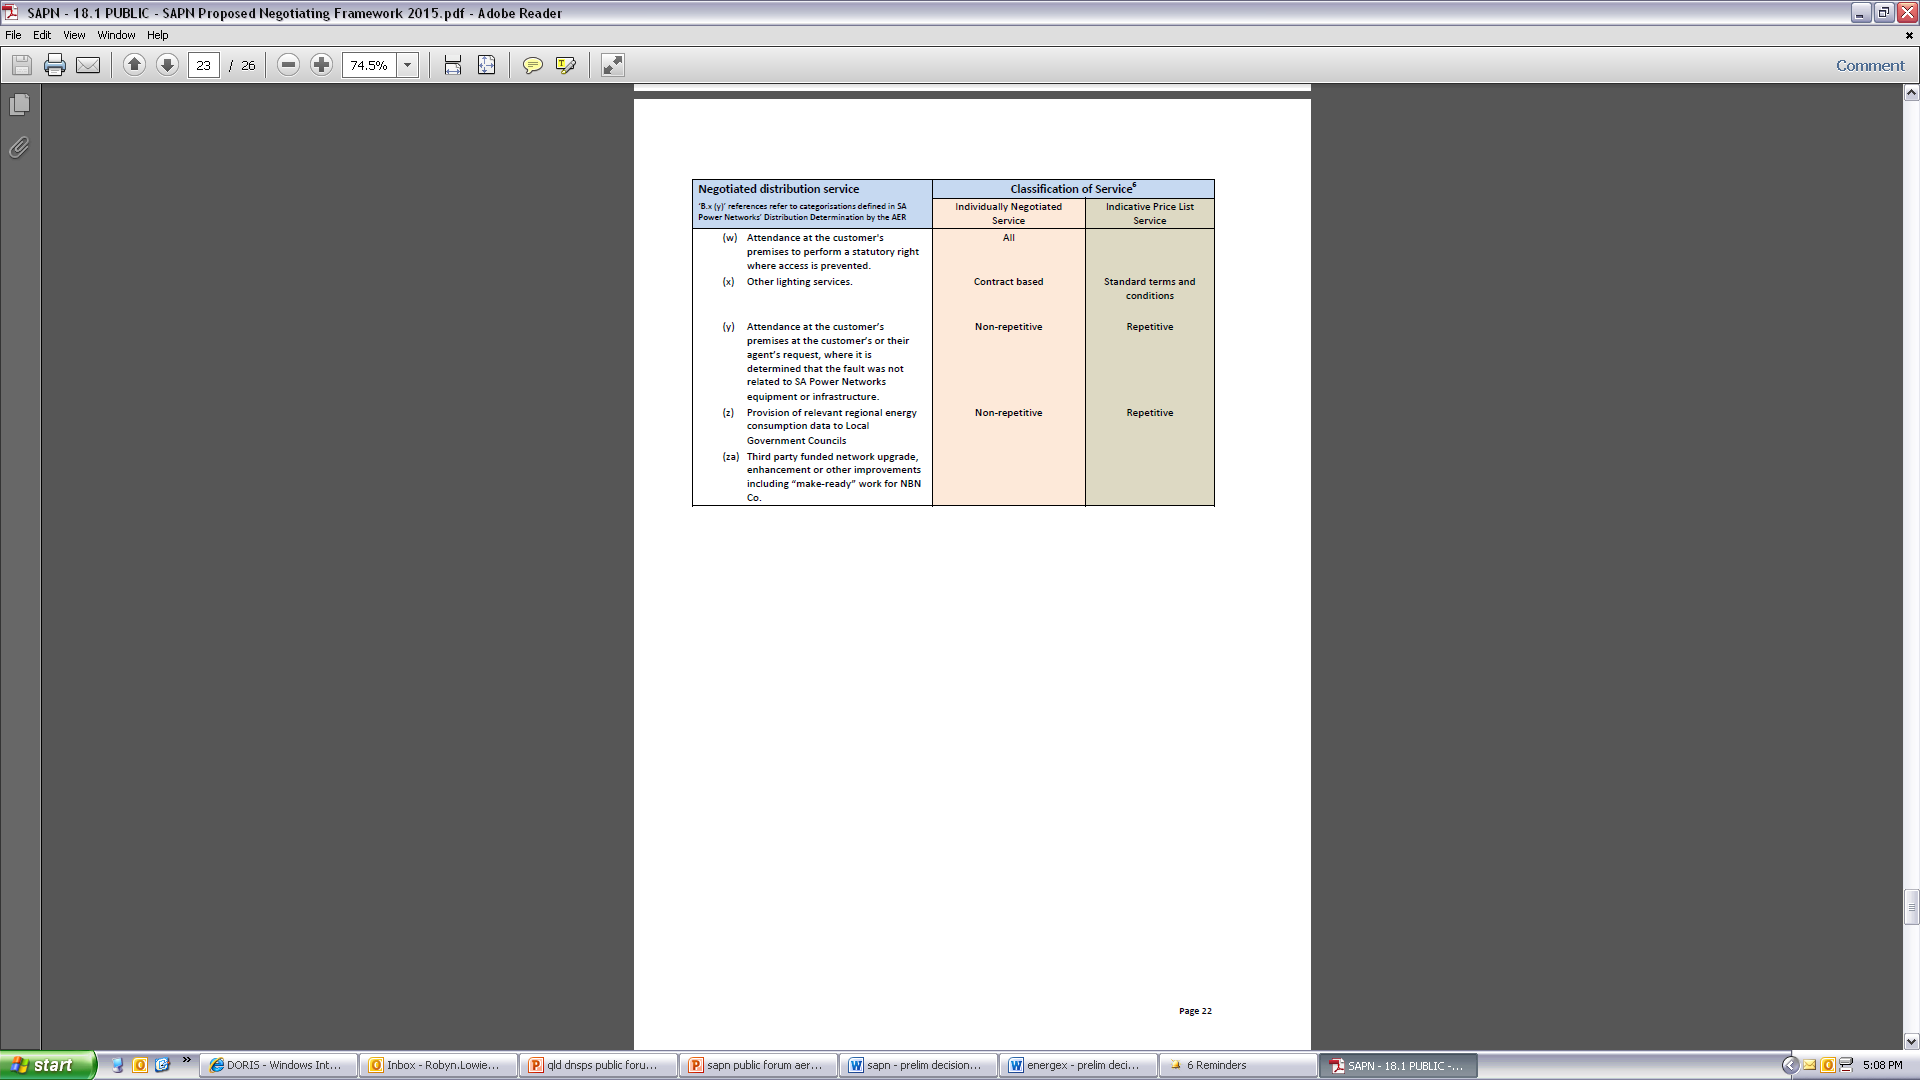 SAPN - 18.1 PUBLIC - SAPN Proposed Negotiating Framework 2015.pdf - Adobe Reader
File Edit View Window Help
23 / 26 74.5% Comment
Negotiated distribution service
'B.x (y)' references refer to categorisations defined in SA
Power Networks' Distribution Determination by the AER
Classification of Service6
Individually Negotiated
Service
Indicative Price List
Service
(w) Attendance at the customer's
premises to perform a statutory right
where access is prevented.
All
(x) Other lighting services.
Contract based
Standard terms and
conditions
(y) Attendance at the customer's
premises at the customer's or their
agent's request, where it is
determined that the fault was not
related to SA Power Networks
equipment or infrastructure.
Non-repetitive
Repetitive
(z) Provision of relevant regional energy
consumption data to Local
Government Councils
Non-repetitive
Repetitive
(za) Third party funded network upgrade,
enhancement or other improvements
including “make-ready” work for NBN
Co.
Page 22
start
DORIS - Windows Int...
Inbox - Robyn.Lowie...
qld dnsps public foru...
sapn public forum aer...
sapn - prelim decision...
energex - prelim deci...
6 Reminders
SAPN - 18.1 PUBLIC -...
5:08 PM